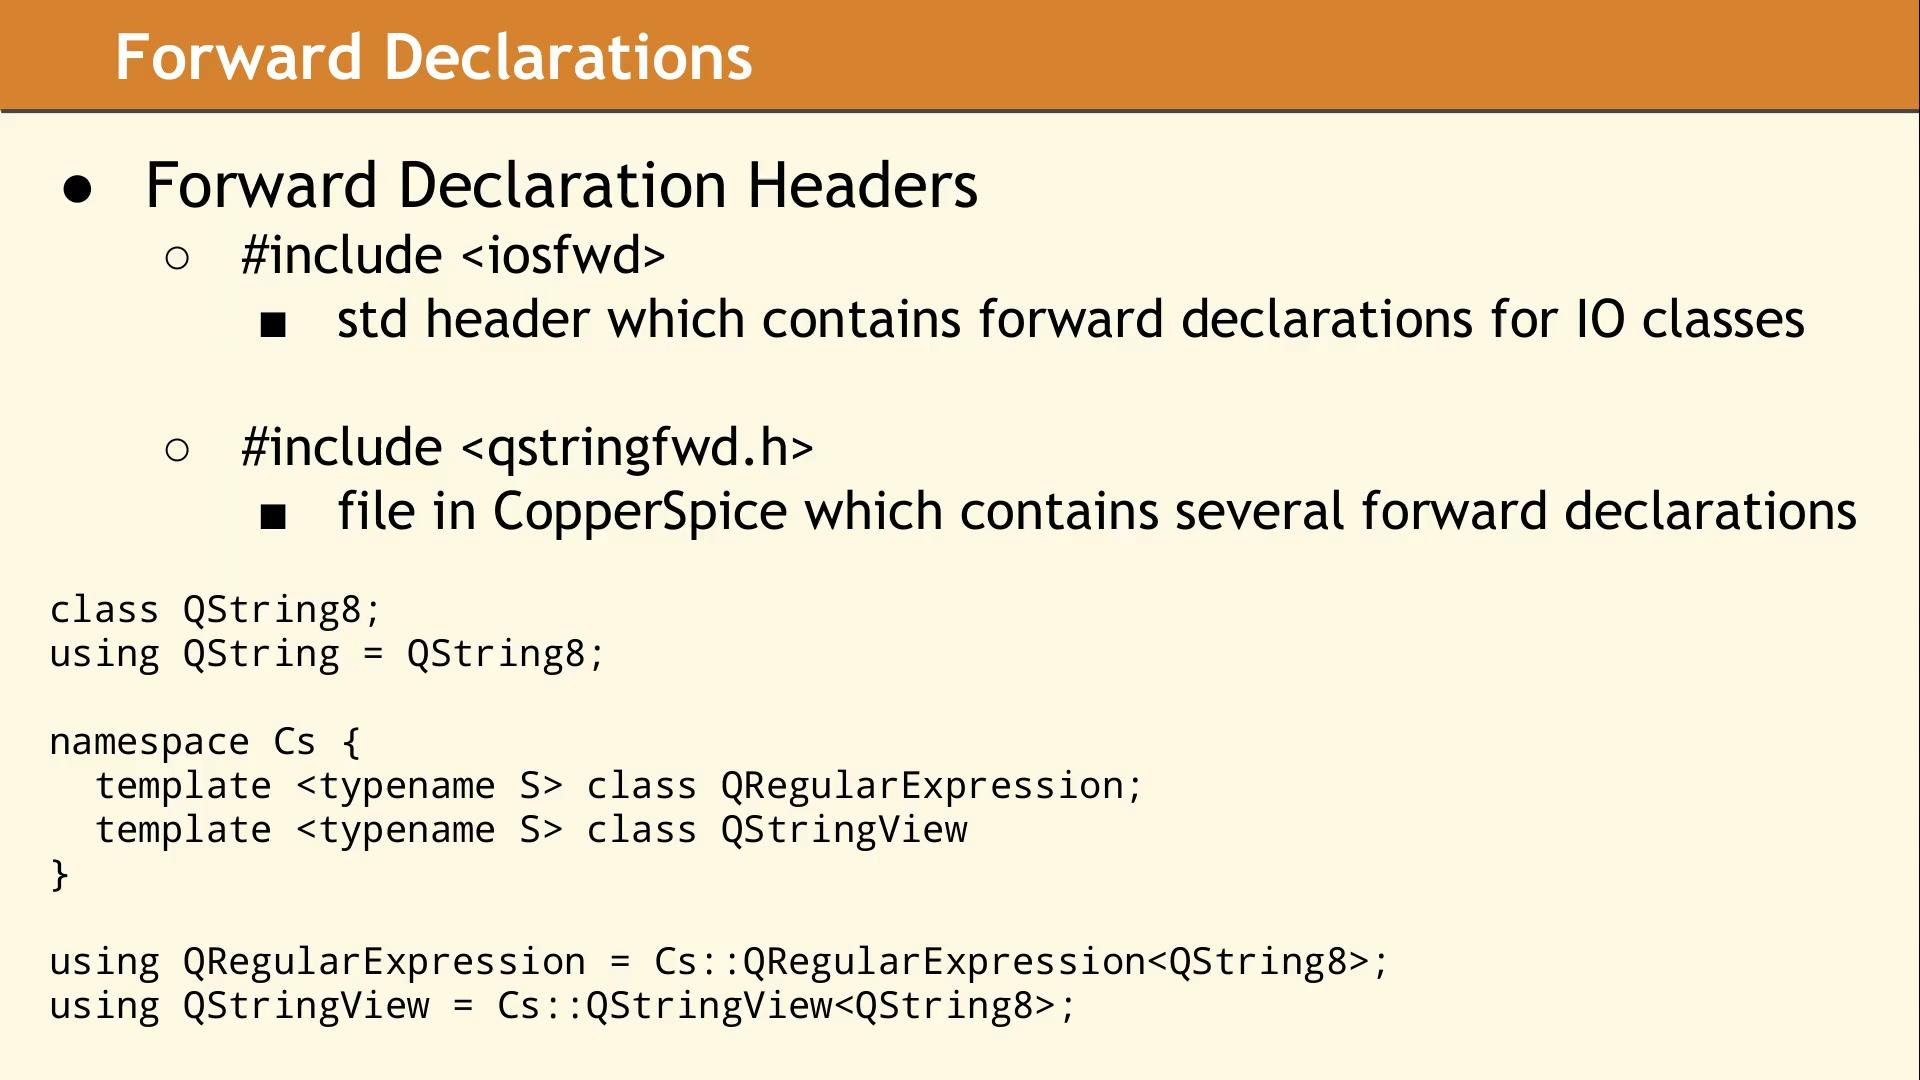 Forward Declarations
● Forward Declaration Headers
○ #include <iosfwd>
■ std header which contains forward declarations for IO classes
○ #include <qstringfwd.h>
■ file in CopperSpice which contains several forward declarations
class QString8;
using QString = QString8;
namespace Cs {
  template <typename S> class QRegularExpression;
  template <typename S> class QStringView
}
using QRegularExpression = Cs::QRegularExpression<QString8>;
using QStringView = Cs::QStringView<QString8>;